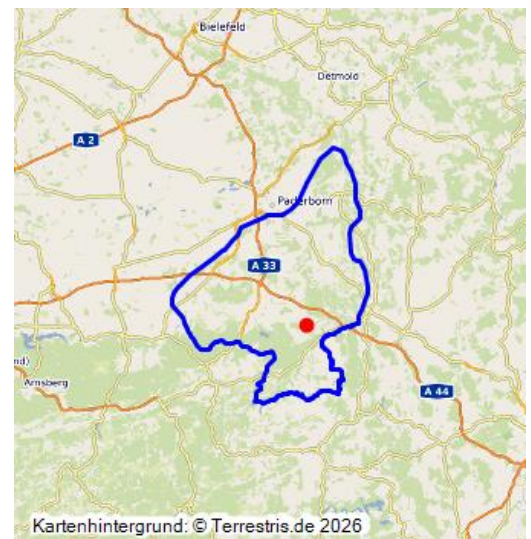 Bielefeld
Detmold
A 2
Paderborn
A 33
Arnsberg
A 44
Kartenhintergrund: © Terrestris.de 2026